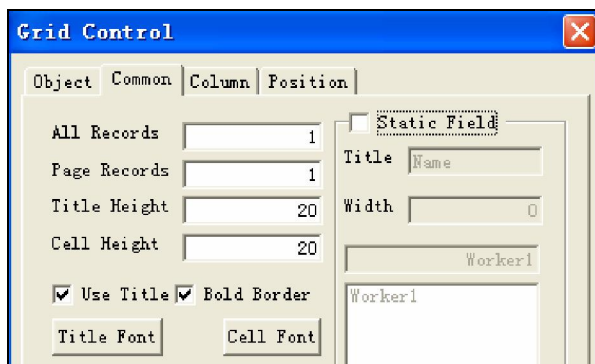 Grid Control
Object Common Column Position
All Records 1
Page Records 1
Title Height 20
Cell Height 20
Use Title Bold Border
Title Font Cell Font
Static Field
Title Name
Width 0
Worker1
Worker1